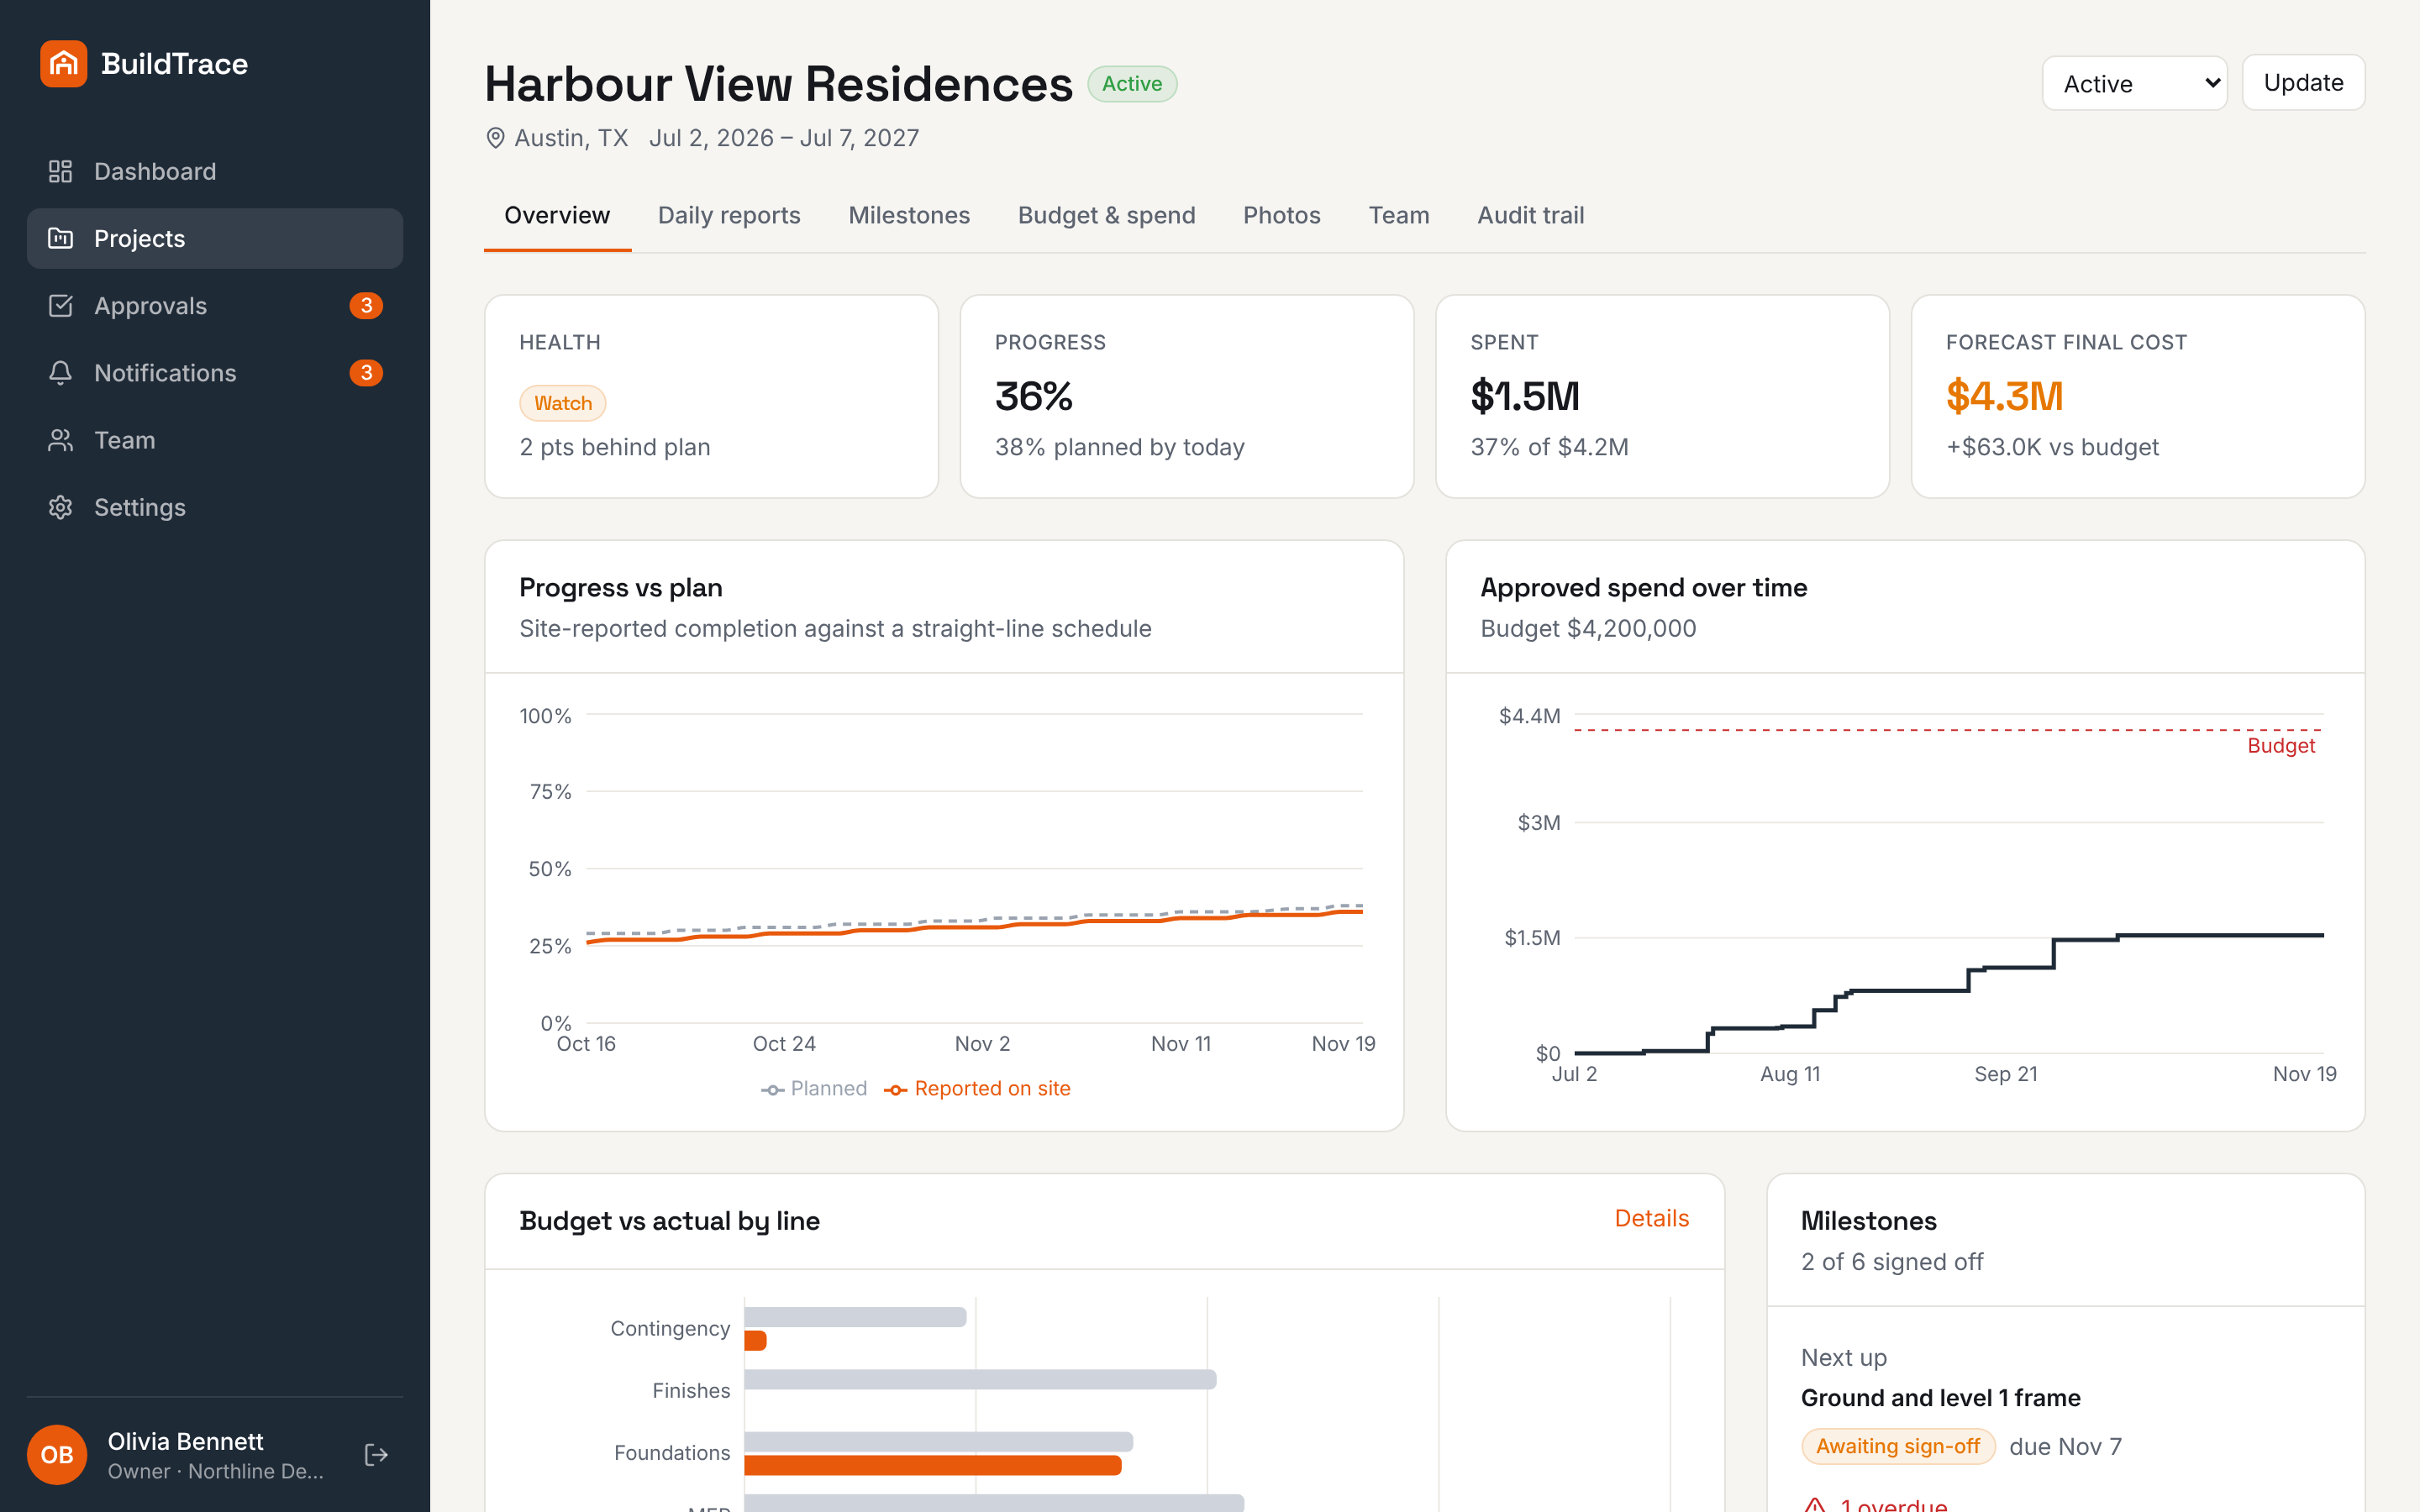 BuildTrace
Dashboard
Projects
Approvals 3
Notifications 3
Team
Settings
OB
Olivia Bennett
Owner · Northline De...
Harbour View Residences Active
Austin, TX Jul 2, 2026 – Jul 7, 2027
Active
Update
Overview Daily reports Milestones Budget & spend Photos Team Audit trail
HEALTH
Watch
2 pts behind plan
PROGRESS
36%
38% planned by today
SPENT
$1.5M
37% of $4.2M
FORECAST FINAL COST
$4.3M
+$63.0K vs budget
Progress vs plan
Site-reported completion against a straight-line schedule
100%
75%
50%
25%
0%
Oct 16 Oct 24 Nov 2 Nov 11 Nov 19
Planned Reported on site
Approved spend over time
Budget $4,200,000
$4.4M
Budget
$3M
$1.5M
$0
Jul 2 Aug 11 Sep 21 Nov 19
Budget vs actual by line
Details
Contingency
Finishes
Foundations
MEP
Milestones
2 of 6 signed off
Next up
Ground and level 1 frame
Awaiting sign-off due Nov 7
1 overdue